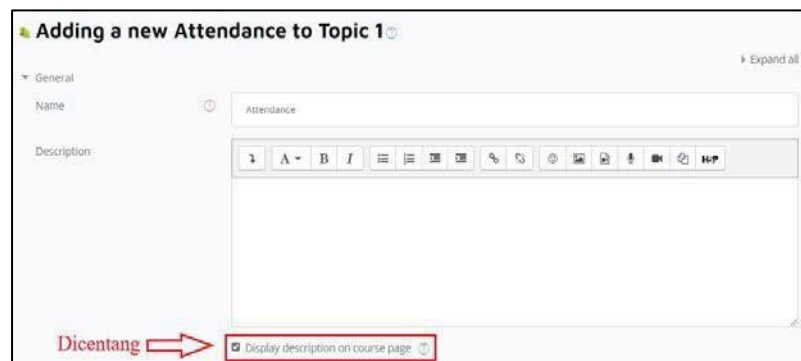 Adding a new Attendance to Topic 1
Expand all
General
Name
Attendance
Description
A B I H-P
Dicentang
Display description on course page